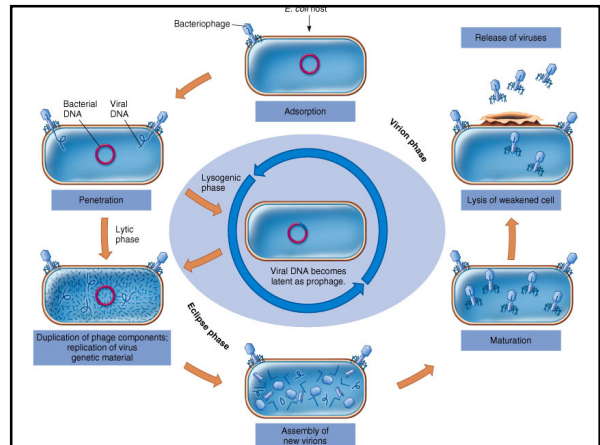 E. coli host
Bacteriophage
Release of viruses
Adsorption
Bacterial
DNA
Viral
DNA
Penetration
Virion phase
Lysogenic
phase
Viral DNA becomes
latent as prophage.
Lysis of weakened cell
Lytic
phase
Duplication of phage components;
replication of virus
genetic material
Eclipse phase
Maturation
Assembly of
new virions